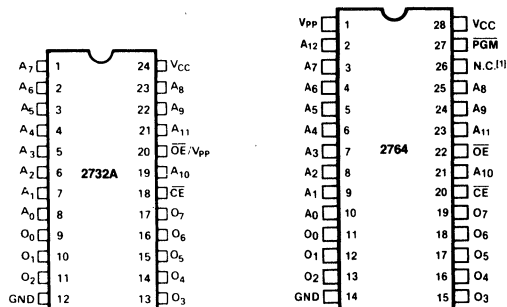 A7 1 24 VCC
A6 2 23 A8
A5 3 22 A9
A4 4 21 A11
A3 5 20 OE/VPP
A2 6 2732A 19 A10
A1 7 18 CE
A0 8 17 O7
O0 9 16 O6
O1 10 15 O5
O2 11 14 O4
GND 12 13 O3
VPP 1 28 VCC
A12 2 27 PGM
A7 3 26 N.C.[1]
A6 4 25 A8
A5 5 24 A9
A4 6 23 A11
A3 7 2764 22 OE
A2 8 21 A10
A1 9 20 CE
A0 10 19 O7
O0 11 18 O6
O1 12 17 O5
O2 13 16 O4
GND 14 15 O3